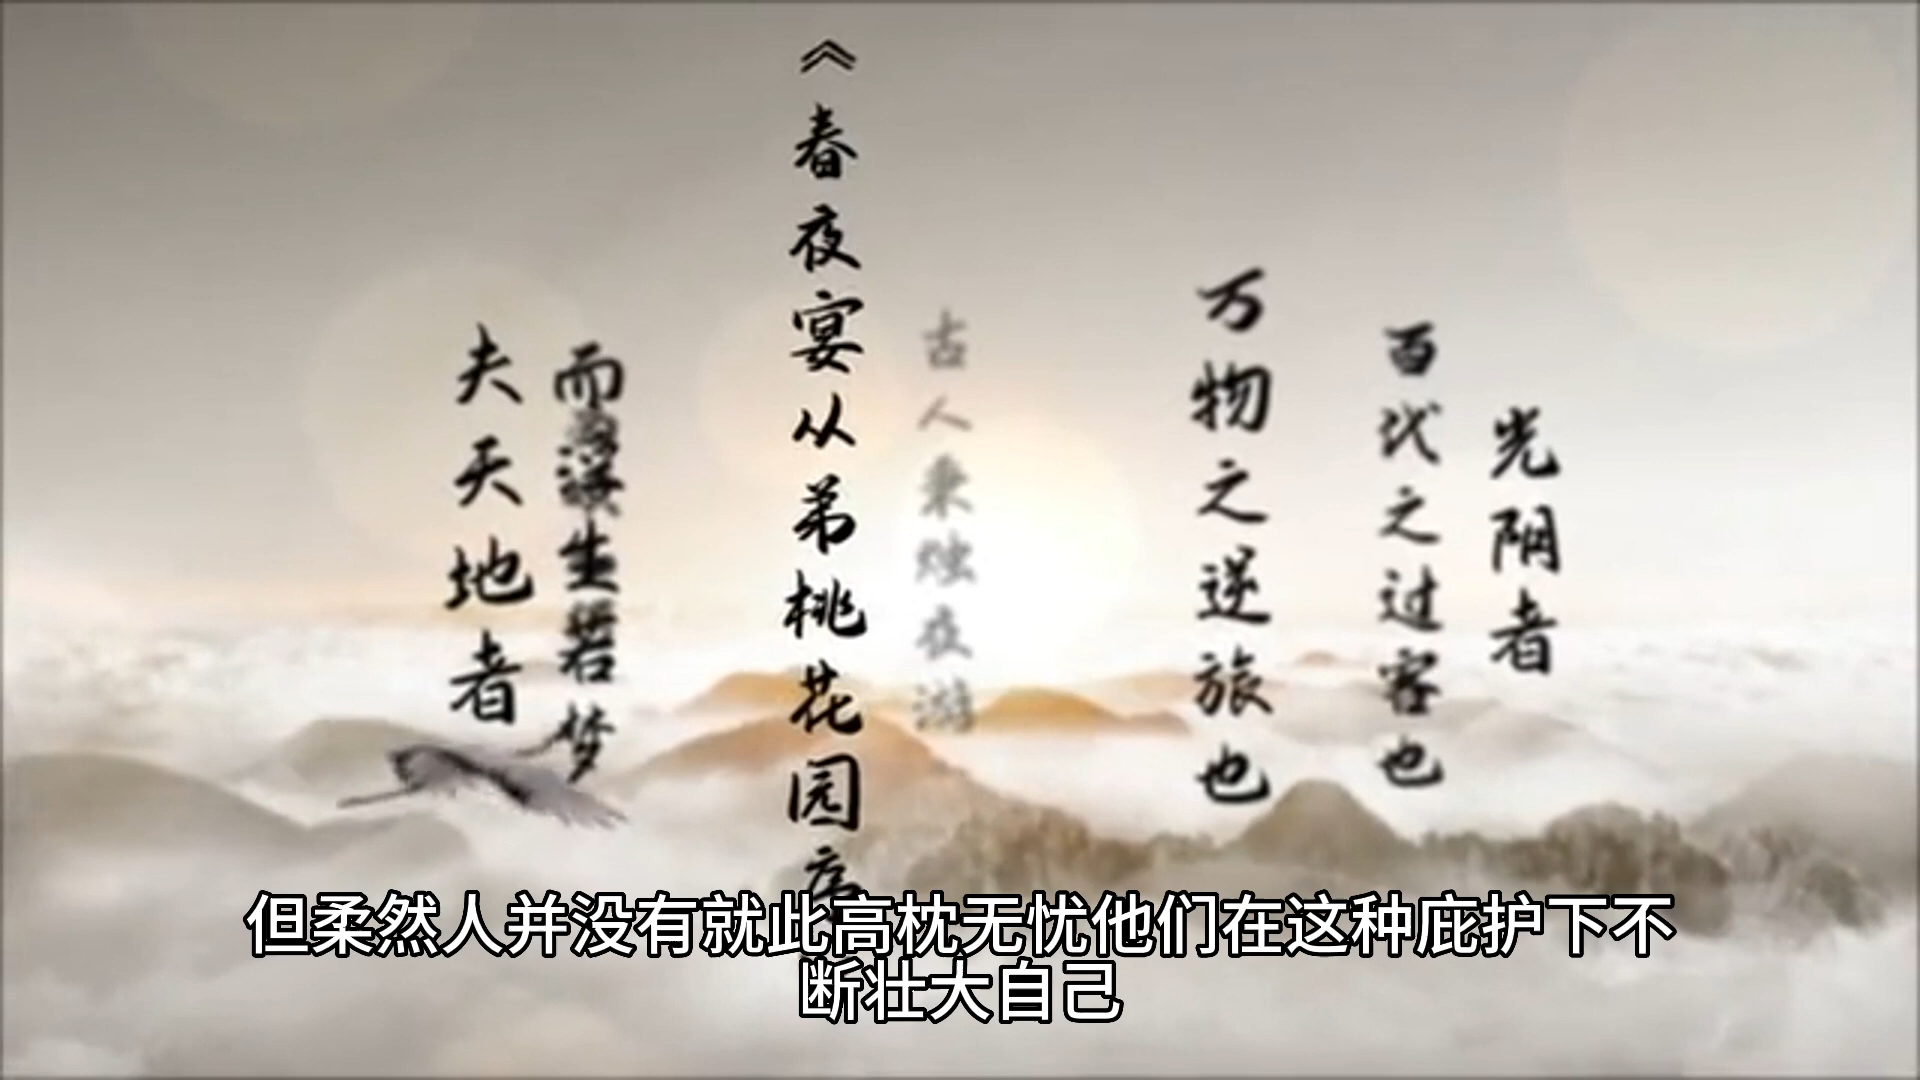 《春夜宴从弟桃花园序
夫天地者
万物之逆旅也
光阴者
百代之过客也
而浮生若梦
古人秉烛夜游
但柔然人并没有就此高枕无忧他们在这种庇护下不
断壮大自己